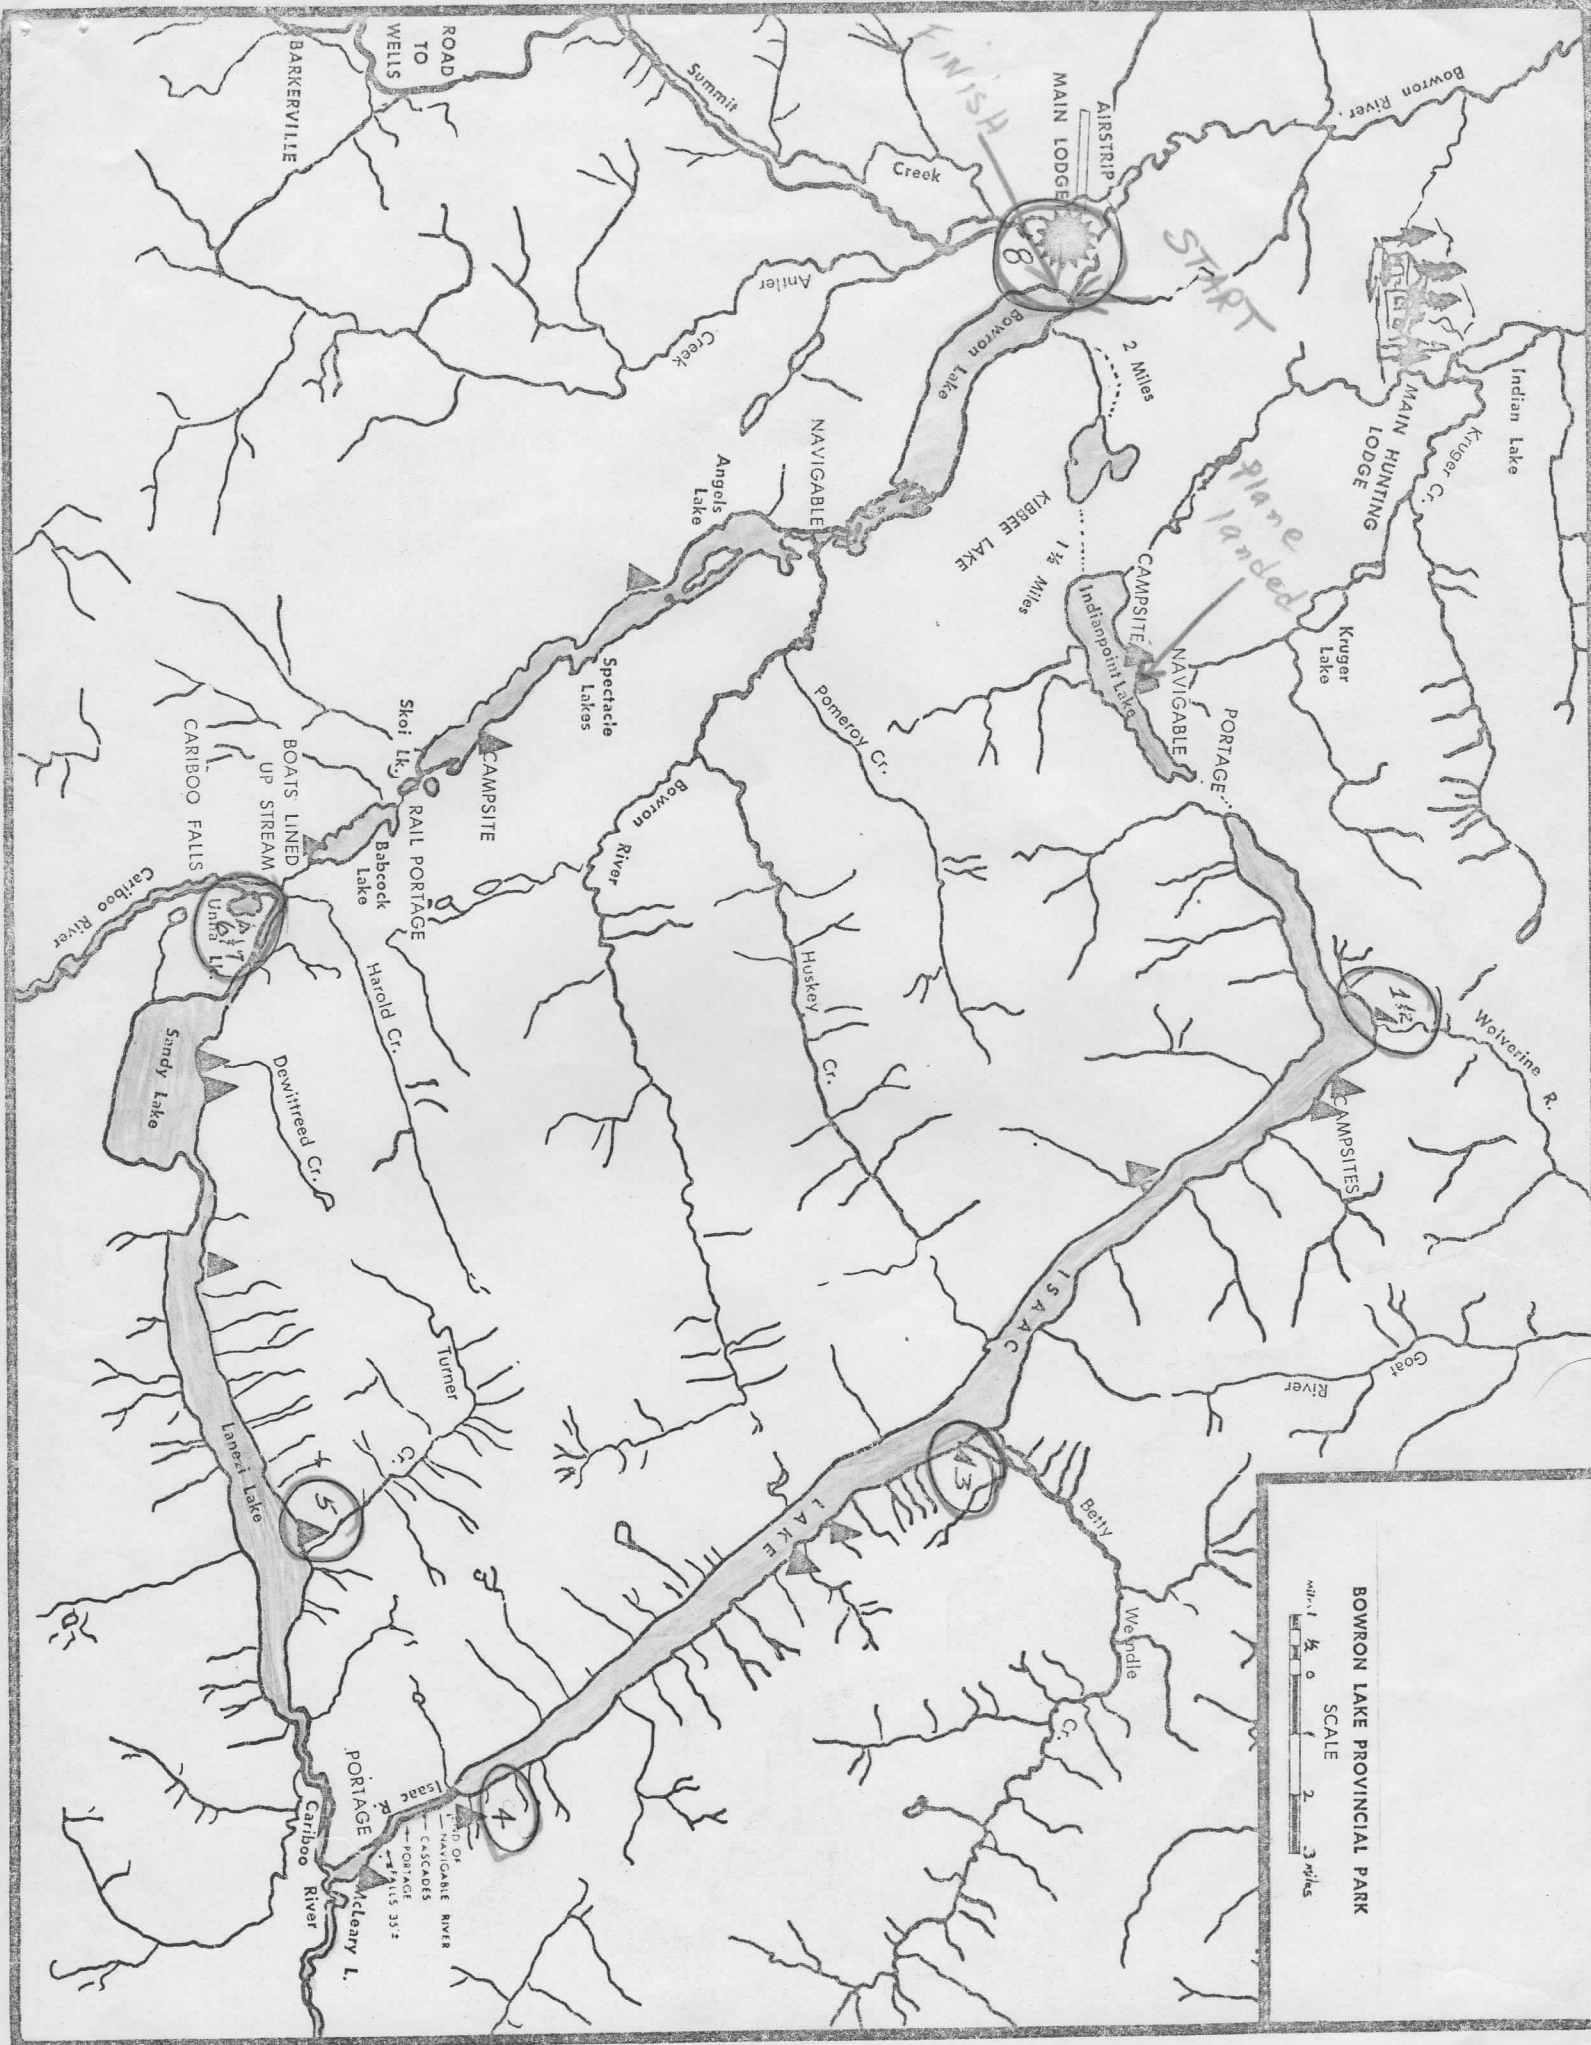 BOWRON LAKE PROVINCIAL PARK
SCALE
½ 0 1 2 3 miles
Bowron River
Indian Lake
Kruger Cr.
MAIN HUNTING
LODGE
Kruger
Lake
AIRSTRIP
MAIN LODGE
START
FINISH
8
Summit
Creek
ROAD
TO
WELLS
BARKERVILLE
Antler
Creek
Bowron Lake
2 Miles
KIBBEE LAKE
1½ Miles
plane
landed
CAMPSITE
Indianpoint Lake
NAVIGABLE
PORTAGE
NAVIGABLE
Angels
Lake
Spectacle
Lakes
Pomeroy Cr.
Bowron
River
CAMPSITE
Skoi Lk.
RAIL PORTAGE
Babcock
Lake
BOATS LINED
UP STREAM
CARIBOO FALLS
Cariboo
River
Unna Lk.
Sandy Lake
Harold Cr.
Dewittreed Cr.
Huskey
Cr.
1&2
Wolverine
R.
CAMPSITES
ISAAC
LAKE
Goat
River
3
Betty
Wendle
Cr.
Turner
Cr.
Lanezi Lake
5
4
Isaac
R.
PORTAGE
END OF
NAVIGABLE RIVER
CASCADES
PORTAGE
FALLS 35'±
McLeary L.
Cariboo
River